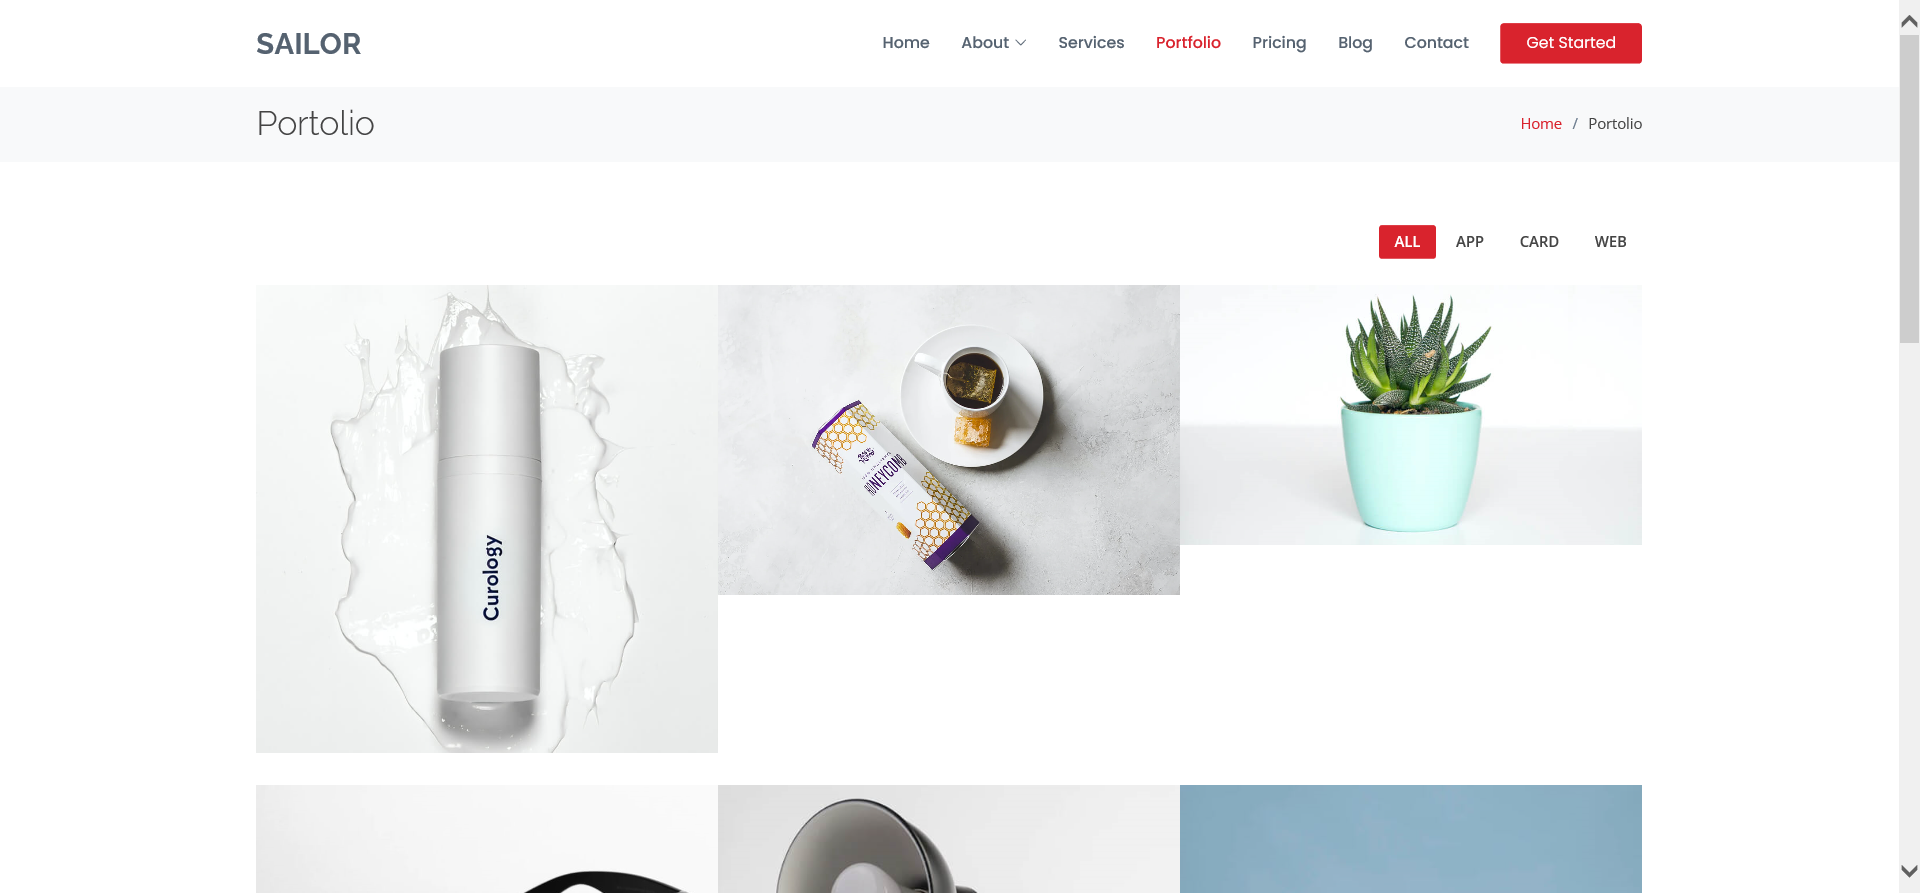 SAILOR
Home About Services Portfolio Pricing Blog Contact Get Started
Portolio
Home / Portolio
ALL APP CARD WEB
Curology
HONEYCOMB